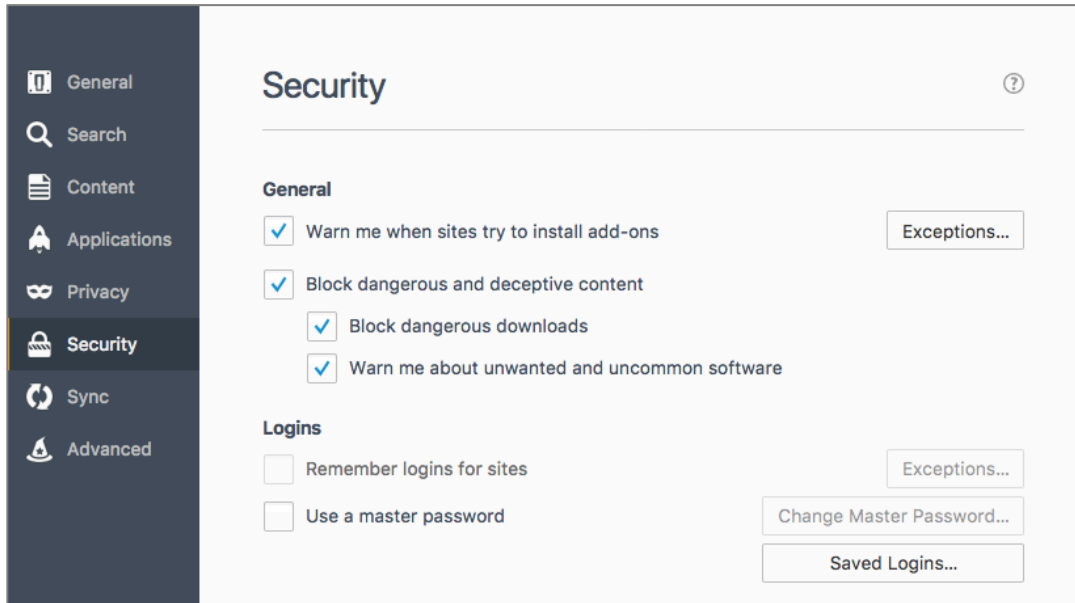 Security
?
General
Search
Content
Applications
Privacy
Security
Sync
Advanced
General
Warn me when sites try to install add-ons
Exceptions...
Block dangerous and deceptive content
Block dangerous downloads
Warn me about unwanted and uncommon software
Logins
Remember logins for sites
Exceptions...
Use a master password
Change Master Password...
Saved Logins...